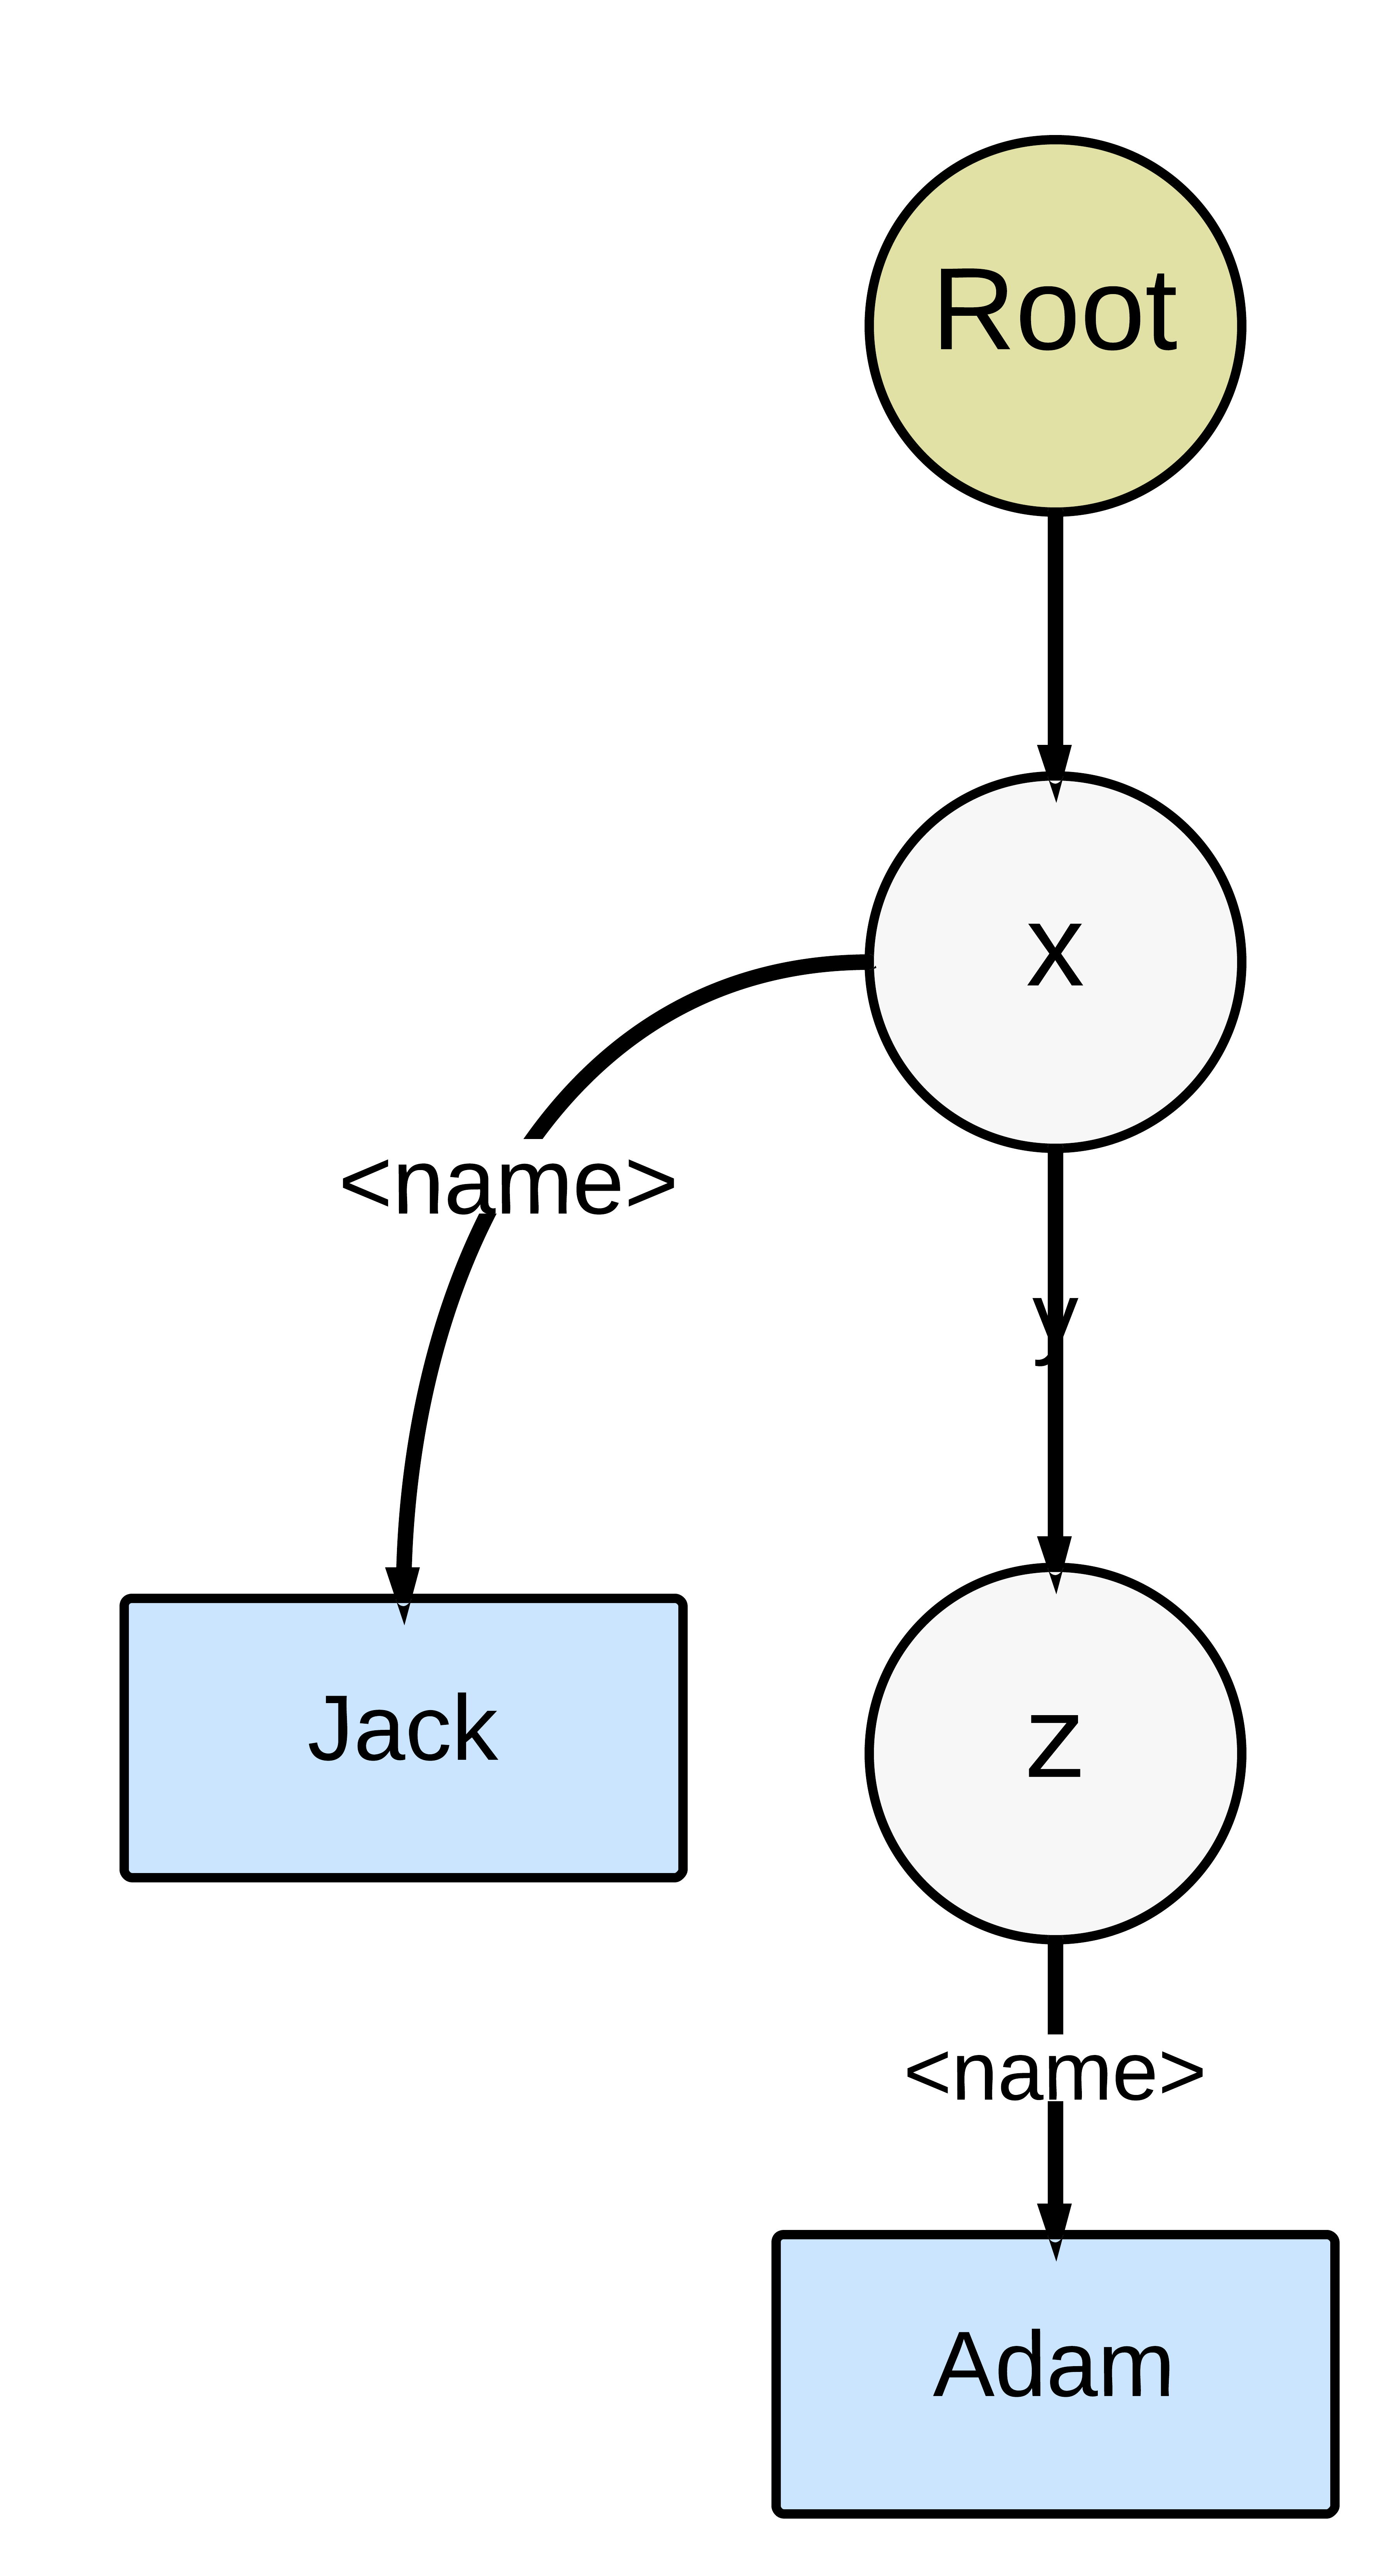 Root
x
<name>
y
Jack
z
<name>
Adam